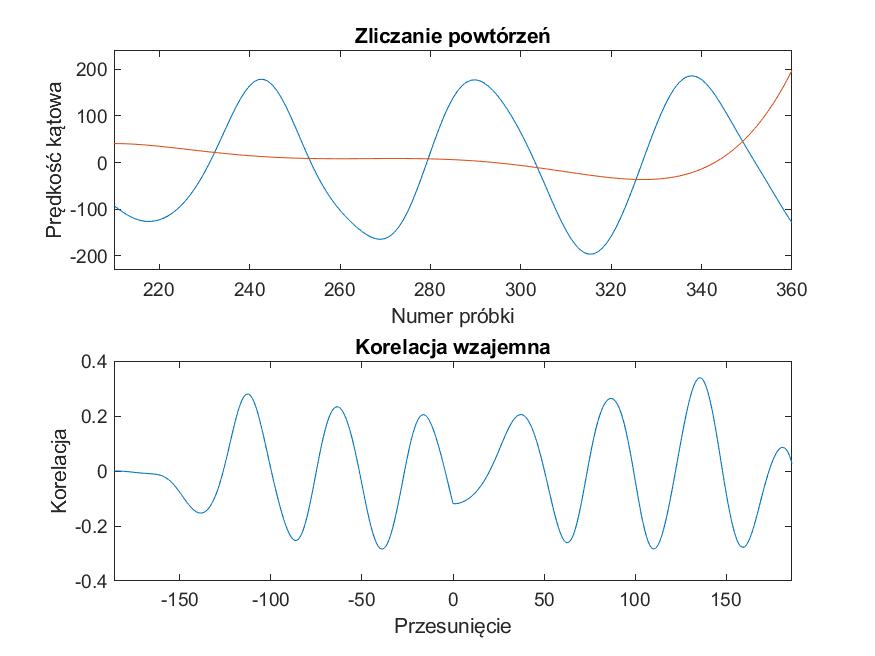 Zliczanie powtórzeń
200
100
0
-100
-200
Prędkość kątowa
220 240 260 280 300 320 340 360
Numer próbki
Korelacja wzajemna
0.4
0.2
0
-0.2
-0.4
Korelacja
-150 -100 -50 0 50 100 150
Przesunięcie